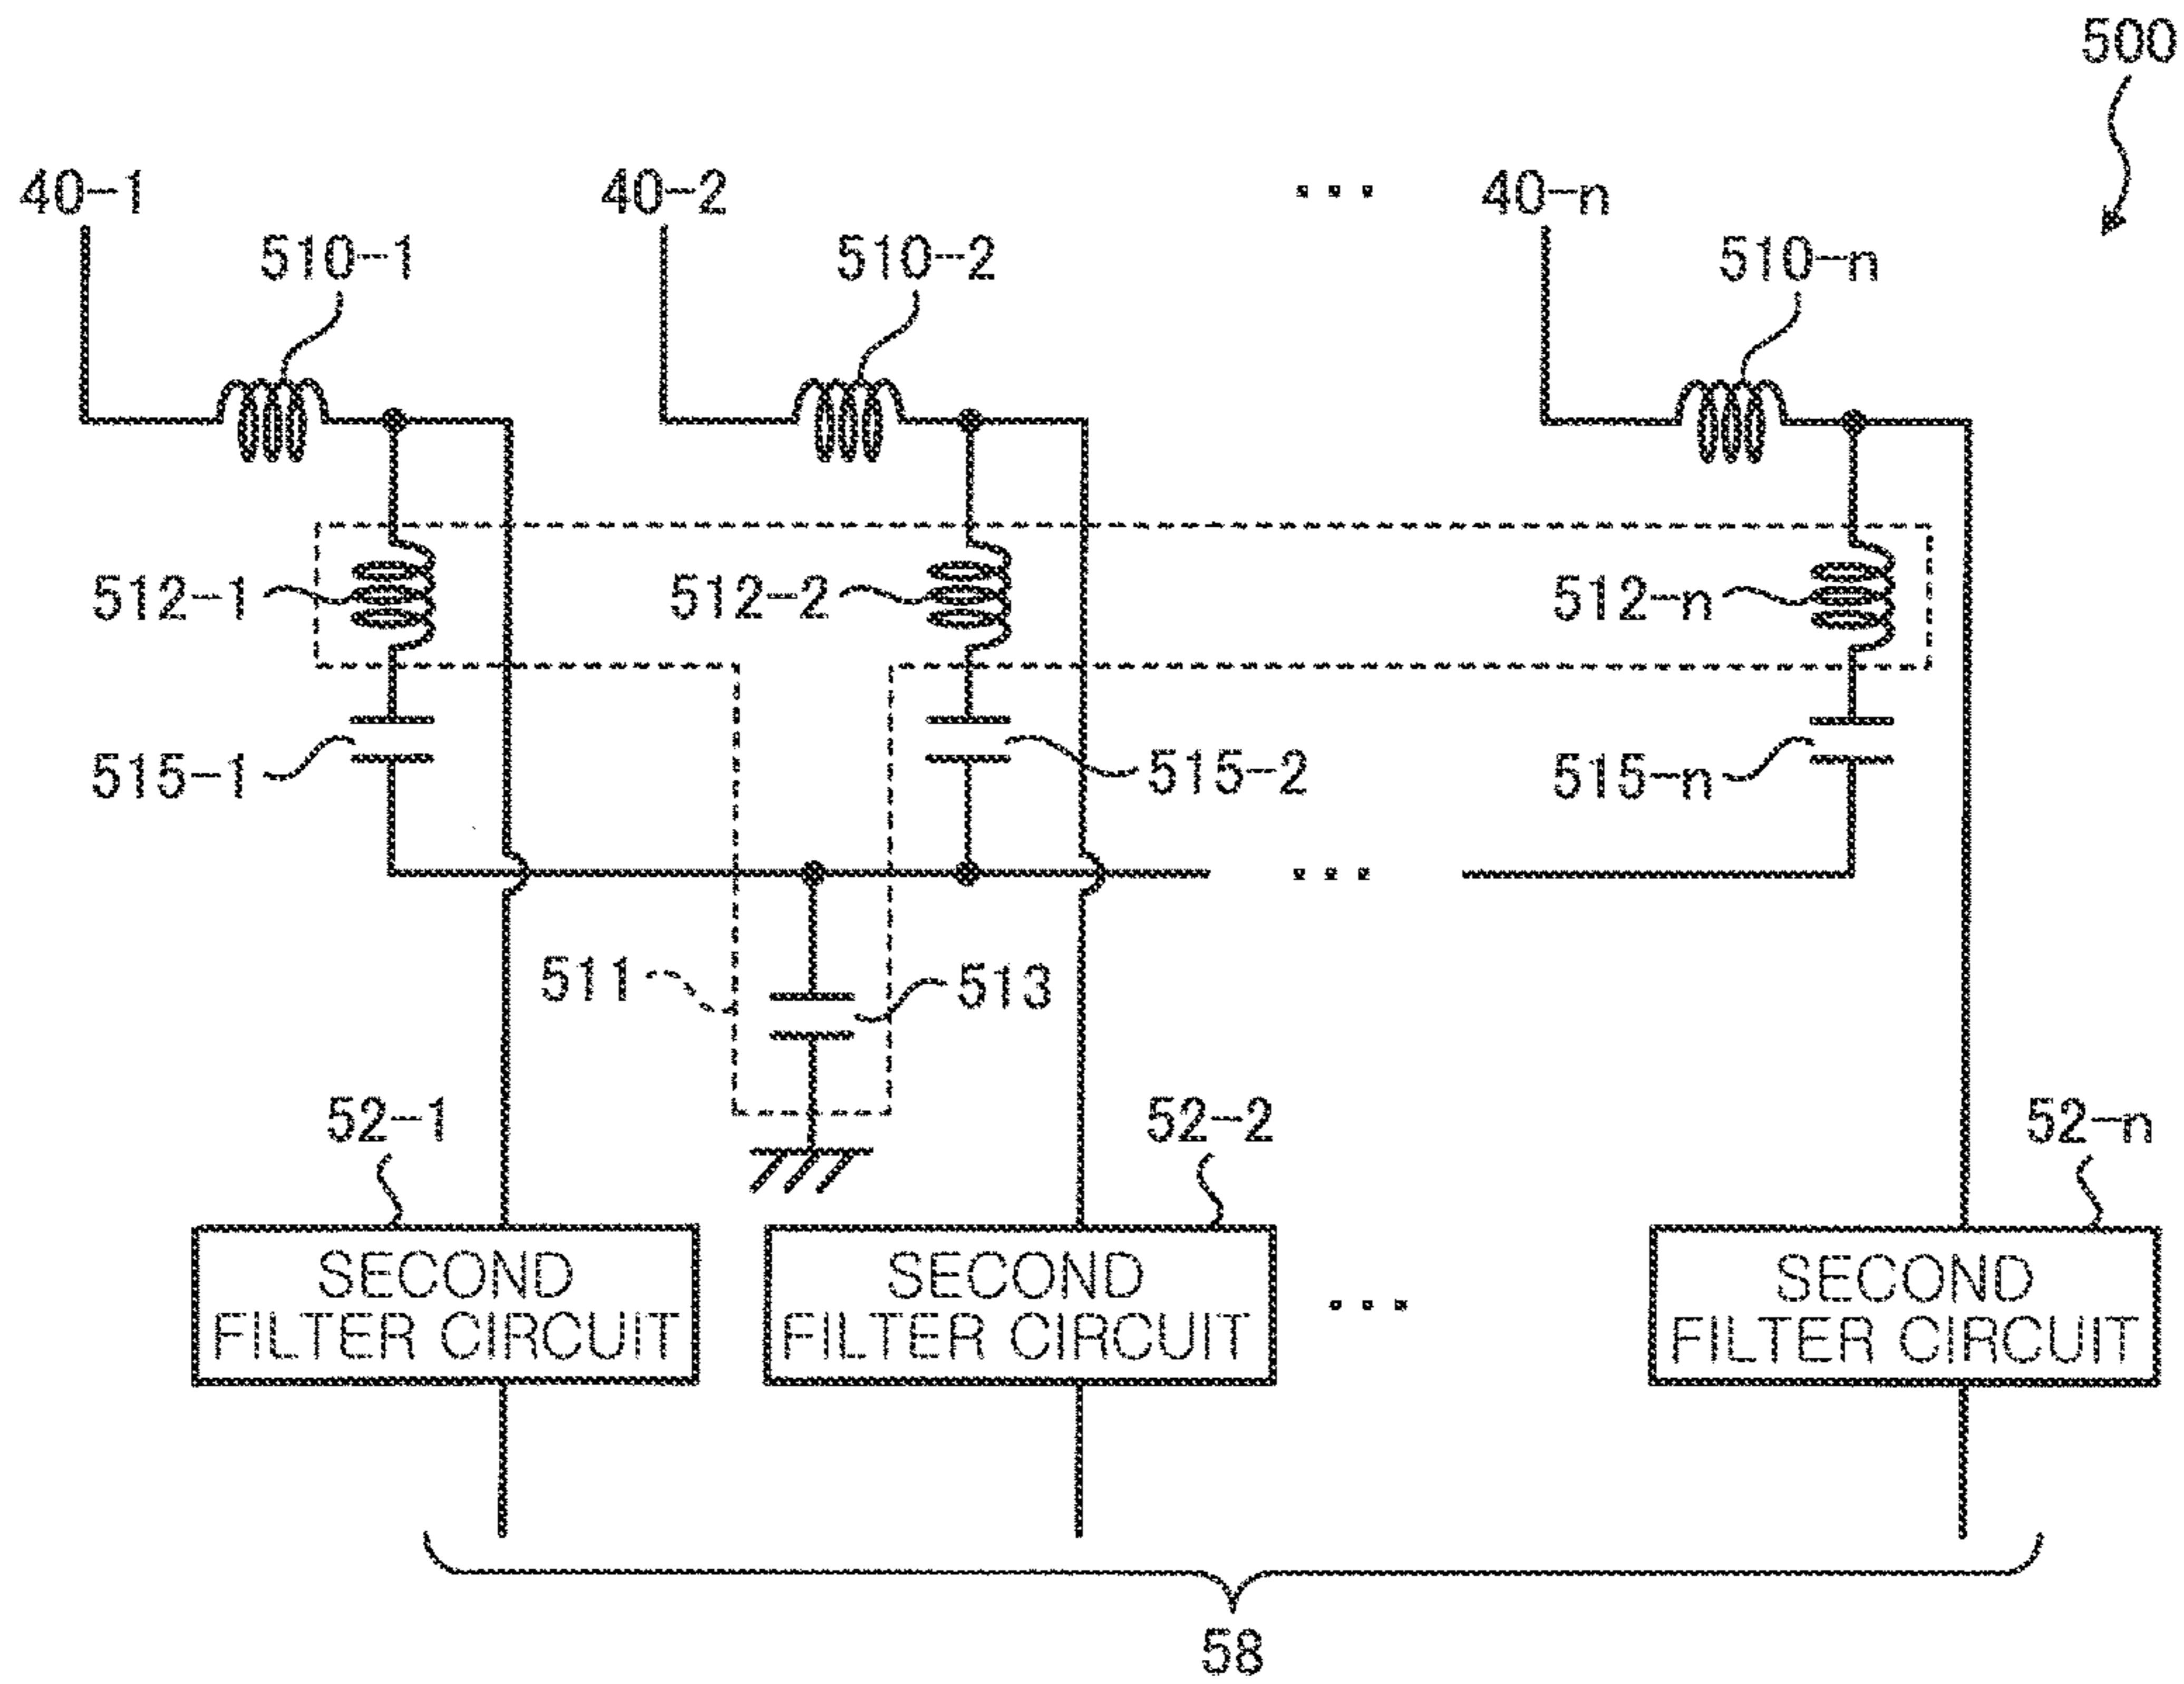 500
40-1 40-2 ... 40-n
510-1 510-2 510-n
512-1 512-2 512-n
515-1 515-2 515-n
...
511 513
52-1 52-2 52-n
SECOND SECOND SECOND
FILTER CIRCUIT FILTER CIRCUIT ... FILTER CIRCUIT
58